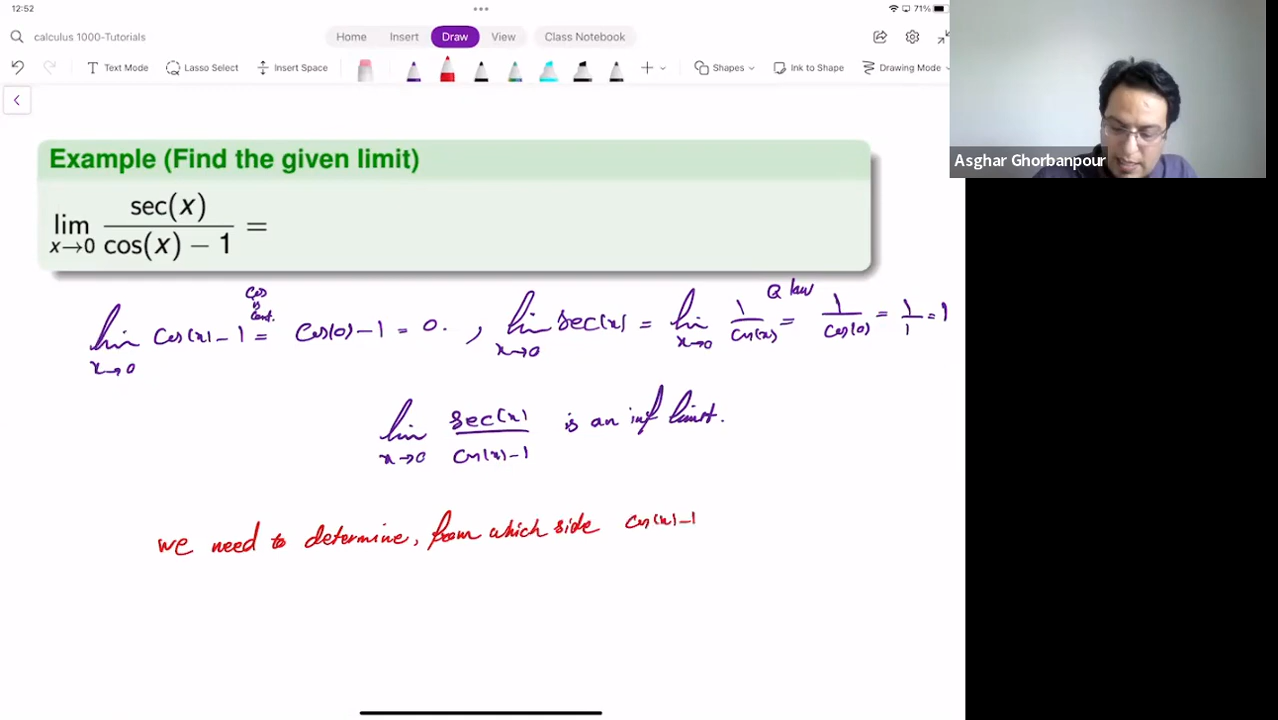 12:52
71%
calculus 1000-Tutorials
Home Insert Draw View Class Notebook
Text Mode Lasso Select Insert Space Shapes Ink to Shape Drawing Mode
Asghar Ghorbanpour
Example (Find the given limit)
lim x→0 sec(x) / cos(x) − 1 =
lim x→0 cos(x) − 1 = cos(0) − 1 = 0. , lim x→0 sec(x) = lim x→0 1/cos(x) = 1/cos(0) = 1/1 = 1
cos is cont.
Q law
lim x→0 sec(x) / cos(x) − 1 is an inf limit.
we need to determine, from which side cos(x) − 1